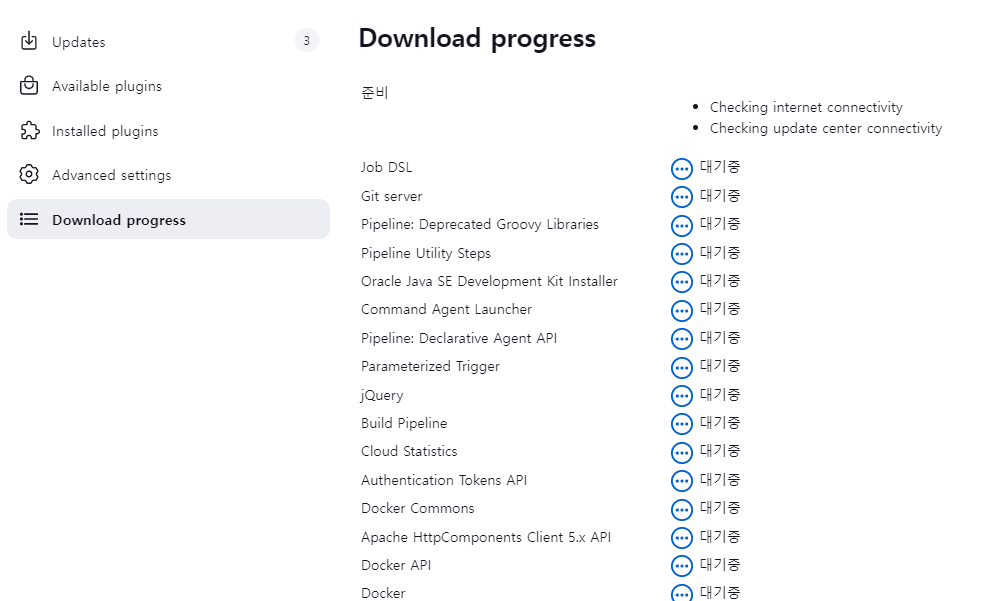 Updates 3
Available plugins
Installed plugins
Advanced settings
Download progress
Download progress
준비
Checking internet connectivity
Checking update center connectivity
Job DSL 대기중
Git server 대기중
Pipeline: Deprecated Groovy Libraries 대기중
Pipeline Utility Steps 대기중
Oracle Java SE Development Kit Installer 대기중
Command Agent Launcher 대기중
Pipeline: Declarative Agent API 대기중
Parameterized Trigger 대기중
jQuery 대기중
Build Pipeline 대기중
Cloud Statistics 대기중
Authentication Tokens API 대기중
Docker Commons 대기중
Apache HttpComponents Client 5.x API 대기중
Docker API 대기중
Docker 대기중